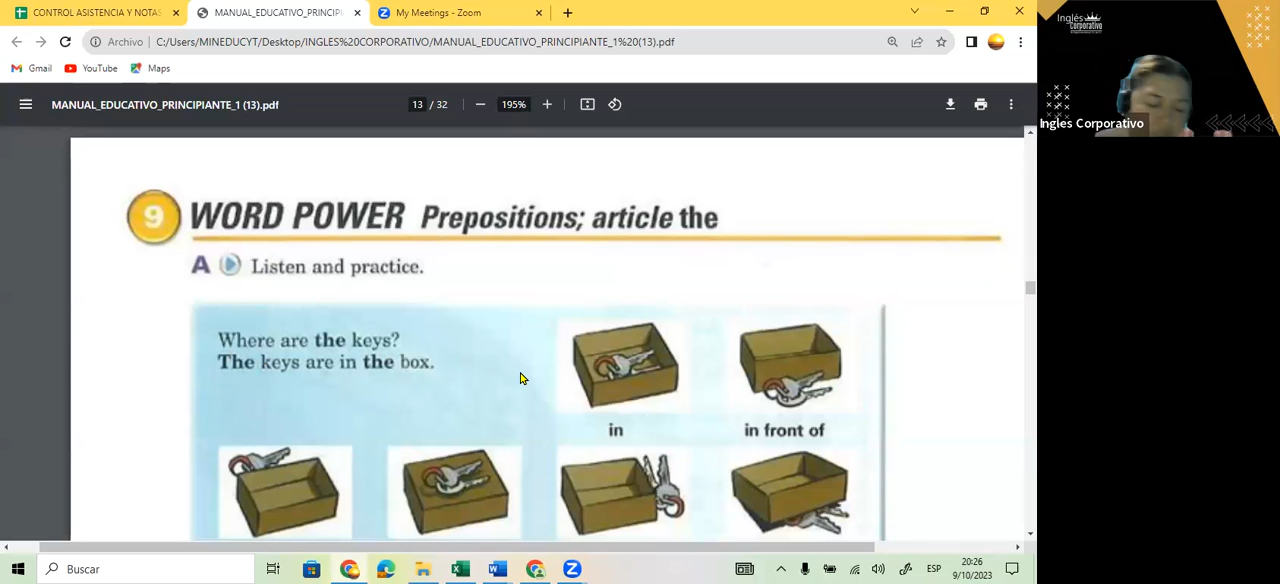 CONTROL ASISTENCIA Y NOTAS
MANUAL_EDUCATIVO_PRINCIPI
My Meetings - Zoom
Archivo
C:/Users/MINEDUCYT/Desktop/INGLES%20CORPORATIVO/MANUAL_EDUCATIVO_PRINCIPIANTE_1%20(13).pdf
Gmail
YouTube
Maps
MANUAL_EDUCATIVO_PRINCIPIANTE_1 (13).pdf
13 / 32
195%
9 WORD POWER Prepositions; article the
A Listen and practice.
Where are the keys?
The keys are in the box.
in
in front of
Inglés
Corporativo
Ingles Corporativo
Buscar
ESP
20:26
9/10/2023